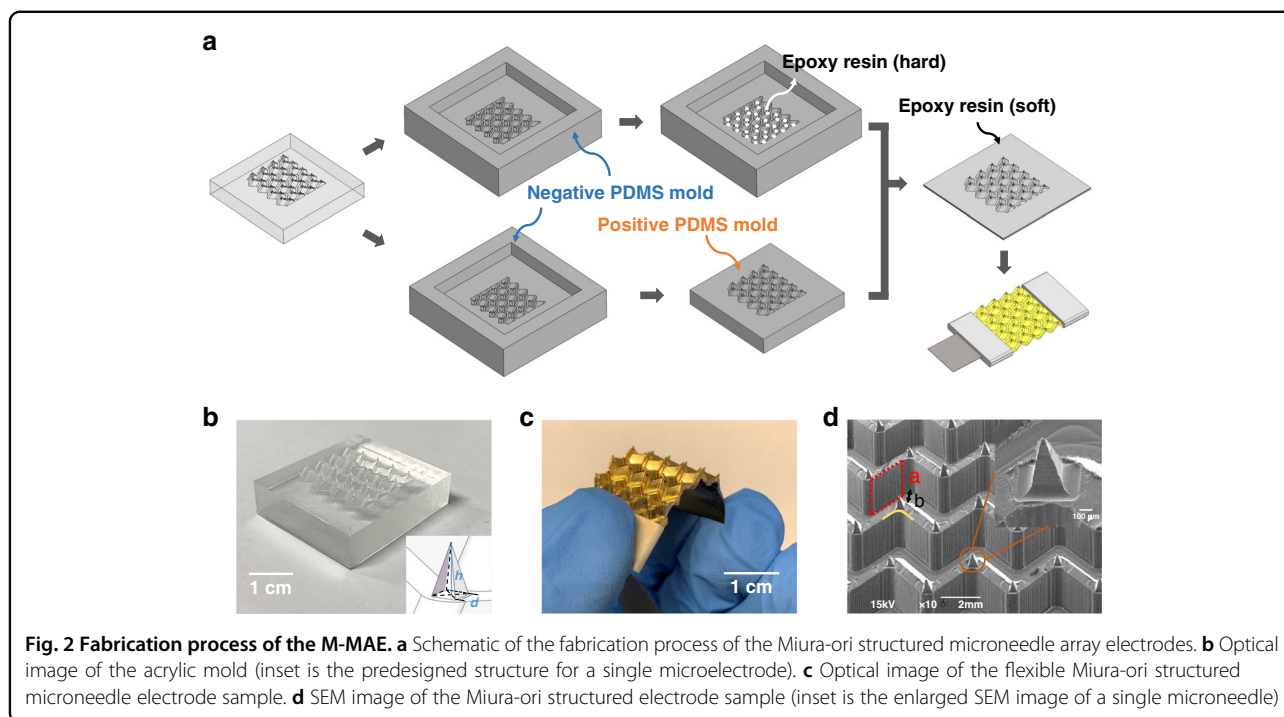 a
Epoxy resin (hard)
Epoxy resin (soft)
Negative PDMS mold
Positive PDMS mold
b
c
d
1 cm
h
d
1 cm
a
b
100 μm
15kV ×10 2mm
Fig. 2 Fabrication process of the M-MAE. a Schematic of the fabrication process of the Miura-ori structured microneedle array electrodes. b Optical
image of the acrylic mold (inset is the predesigned structure for a single microelectrode). c Optical image of the flexible Miura-ori structured
microneedle electrode sample. d SEM image of the Miura-ori structured electrode sample (inset is the enlarged SEM image of a single microneedle)